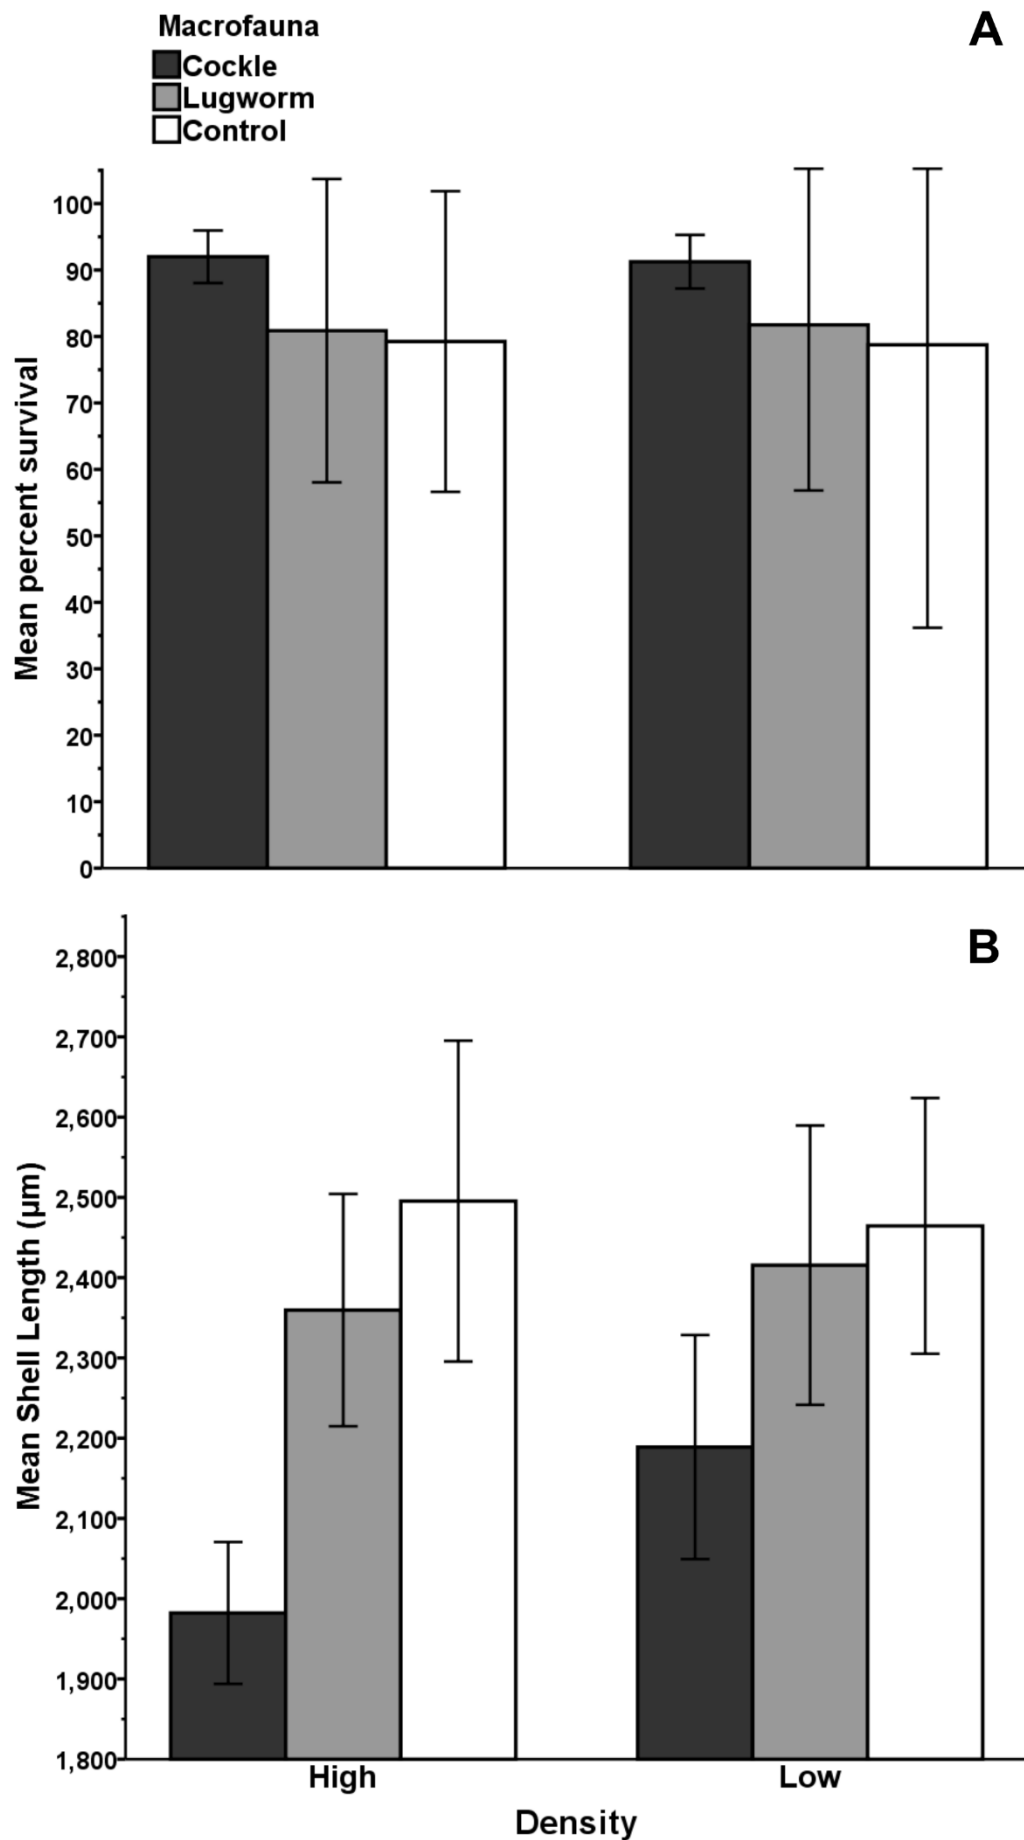 Macrofauna
A
Cockle
Lugworm
Control
Mean percent survival
100
90
80
70
60
50
40
30
20
10
0
B
Mean Shell Length (µm)
2,800
2,700
2,600
2,500
2,400
2,300
2,200
2,100
2,000
1,900
1,800
High Low
Density